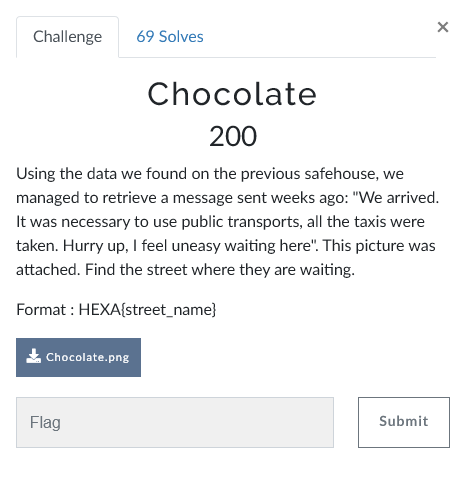 Challenge
69 Solves
×
Chocolate
200
Using the data we found on the previous safehouse, we
managed to retrieve a message sent weeks ago: "We arrived.
It was necessary to use public transports, all the taxis were
taken. Hurry up, I feel uneasy waiting here". This picture was
attached. Find the street where they are waiting.
Format : HEXA{street_name}
Chocolate.png
Flag
Submit